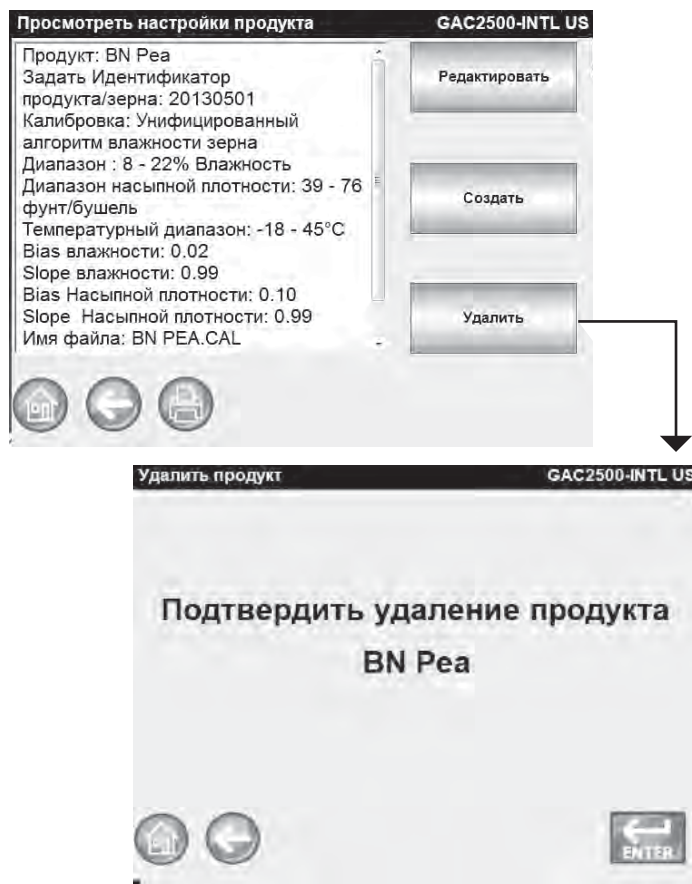 Просмотреть настройки продукта GAC2500-INTL US
Продукт: BN Pea
Задать Идентификатор
продукта/зерна: 20130501
Калибровка: Унифицированный
алгоритм влажности зерна
Диапазон : 8 - 22% Влажность
Диапазон насыпной плотности: 39 - 76
фунт/бушель
Температурный диапазон: -18 - 45°C
Bias влажности: 0.02
Slope влажности: 0.99
Bias Насыпной плотности: 0.10
Slope Насыпной плотности: 0.99
Имя файла: BN PEA.CAL
Редактировать
Создать
Удалить
Удалить продукт GAC2500-INTL US
Подтвердить удаление продукта
BN Pea
ENTER